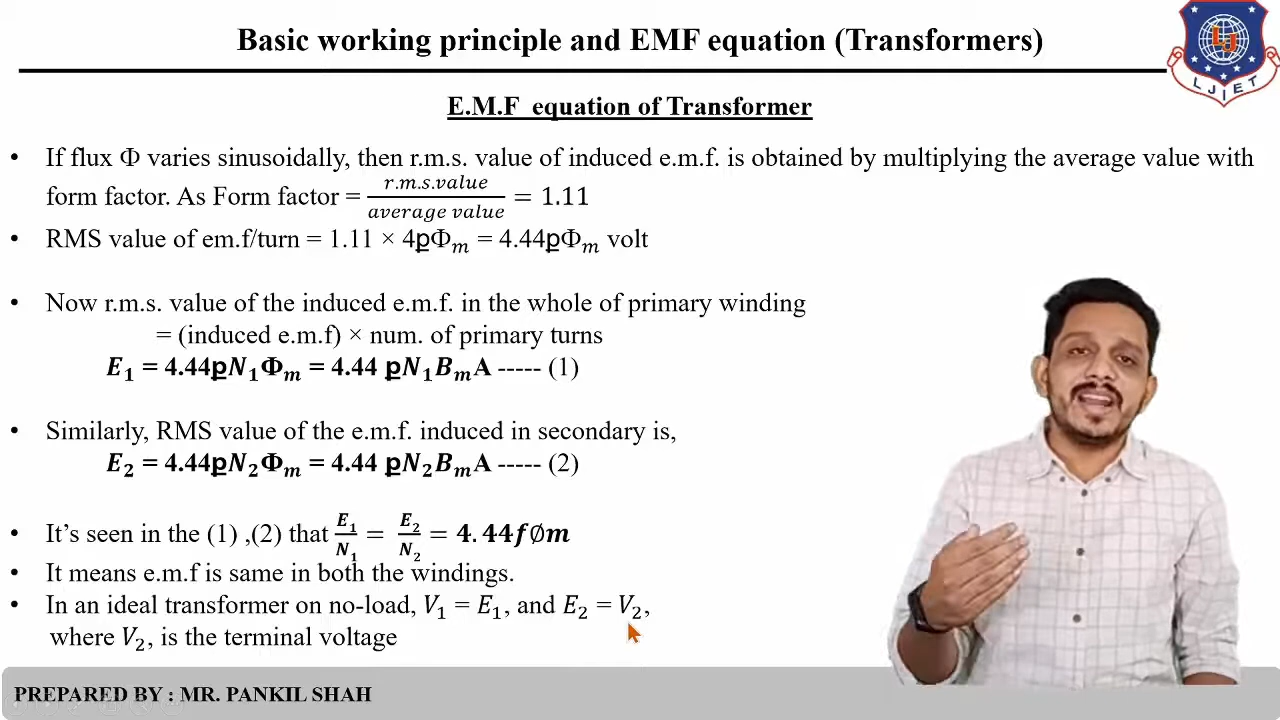 Basic working principle and EMF equation (Transformers)
LJIET
E.M.F equation of Transformer
• If flux Φ varies sinusoidally, then r.m.s. value of induced e.m.f. is obtained by multiplying the average value with
form factor. As Form factor = r.m.s.value / average value = 1.11
• RMS value of em.f/turn = 1.11 × 4ꝑΦₘ = 4.44ꝑΦₘ volt
• Now r.m.s. value of the induced e.m.f. in the whole of primary winding
= (induced e.m.f) × num. of primary turns
E₁ = 4.44ꝑN₁Φₘ = 4.44 ꝑN₁BₘA ----- (1)
• Similarly, RMS value of the e.m.f. induced in secondary is,
E₂ = 4.44ꝑN₂Φₘ = 4.44 ꝑN₂BₘA ----- (2)
• It’s seen in the (1) ,(2) that E₁/N₁ = E₂/N₂ = 4.44f∅m
• It means e.m.f is same in both the windings.
• In an ideal transformer on no-load, V₁ = E₁, and E₂ = V₂,
where V₂, is the terminal voltage
PREPARED BY : MR. PANKIL SHAH